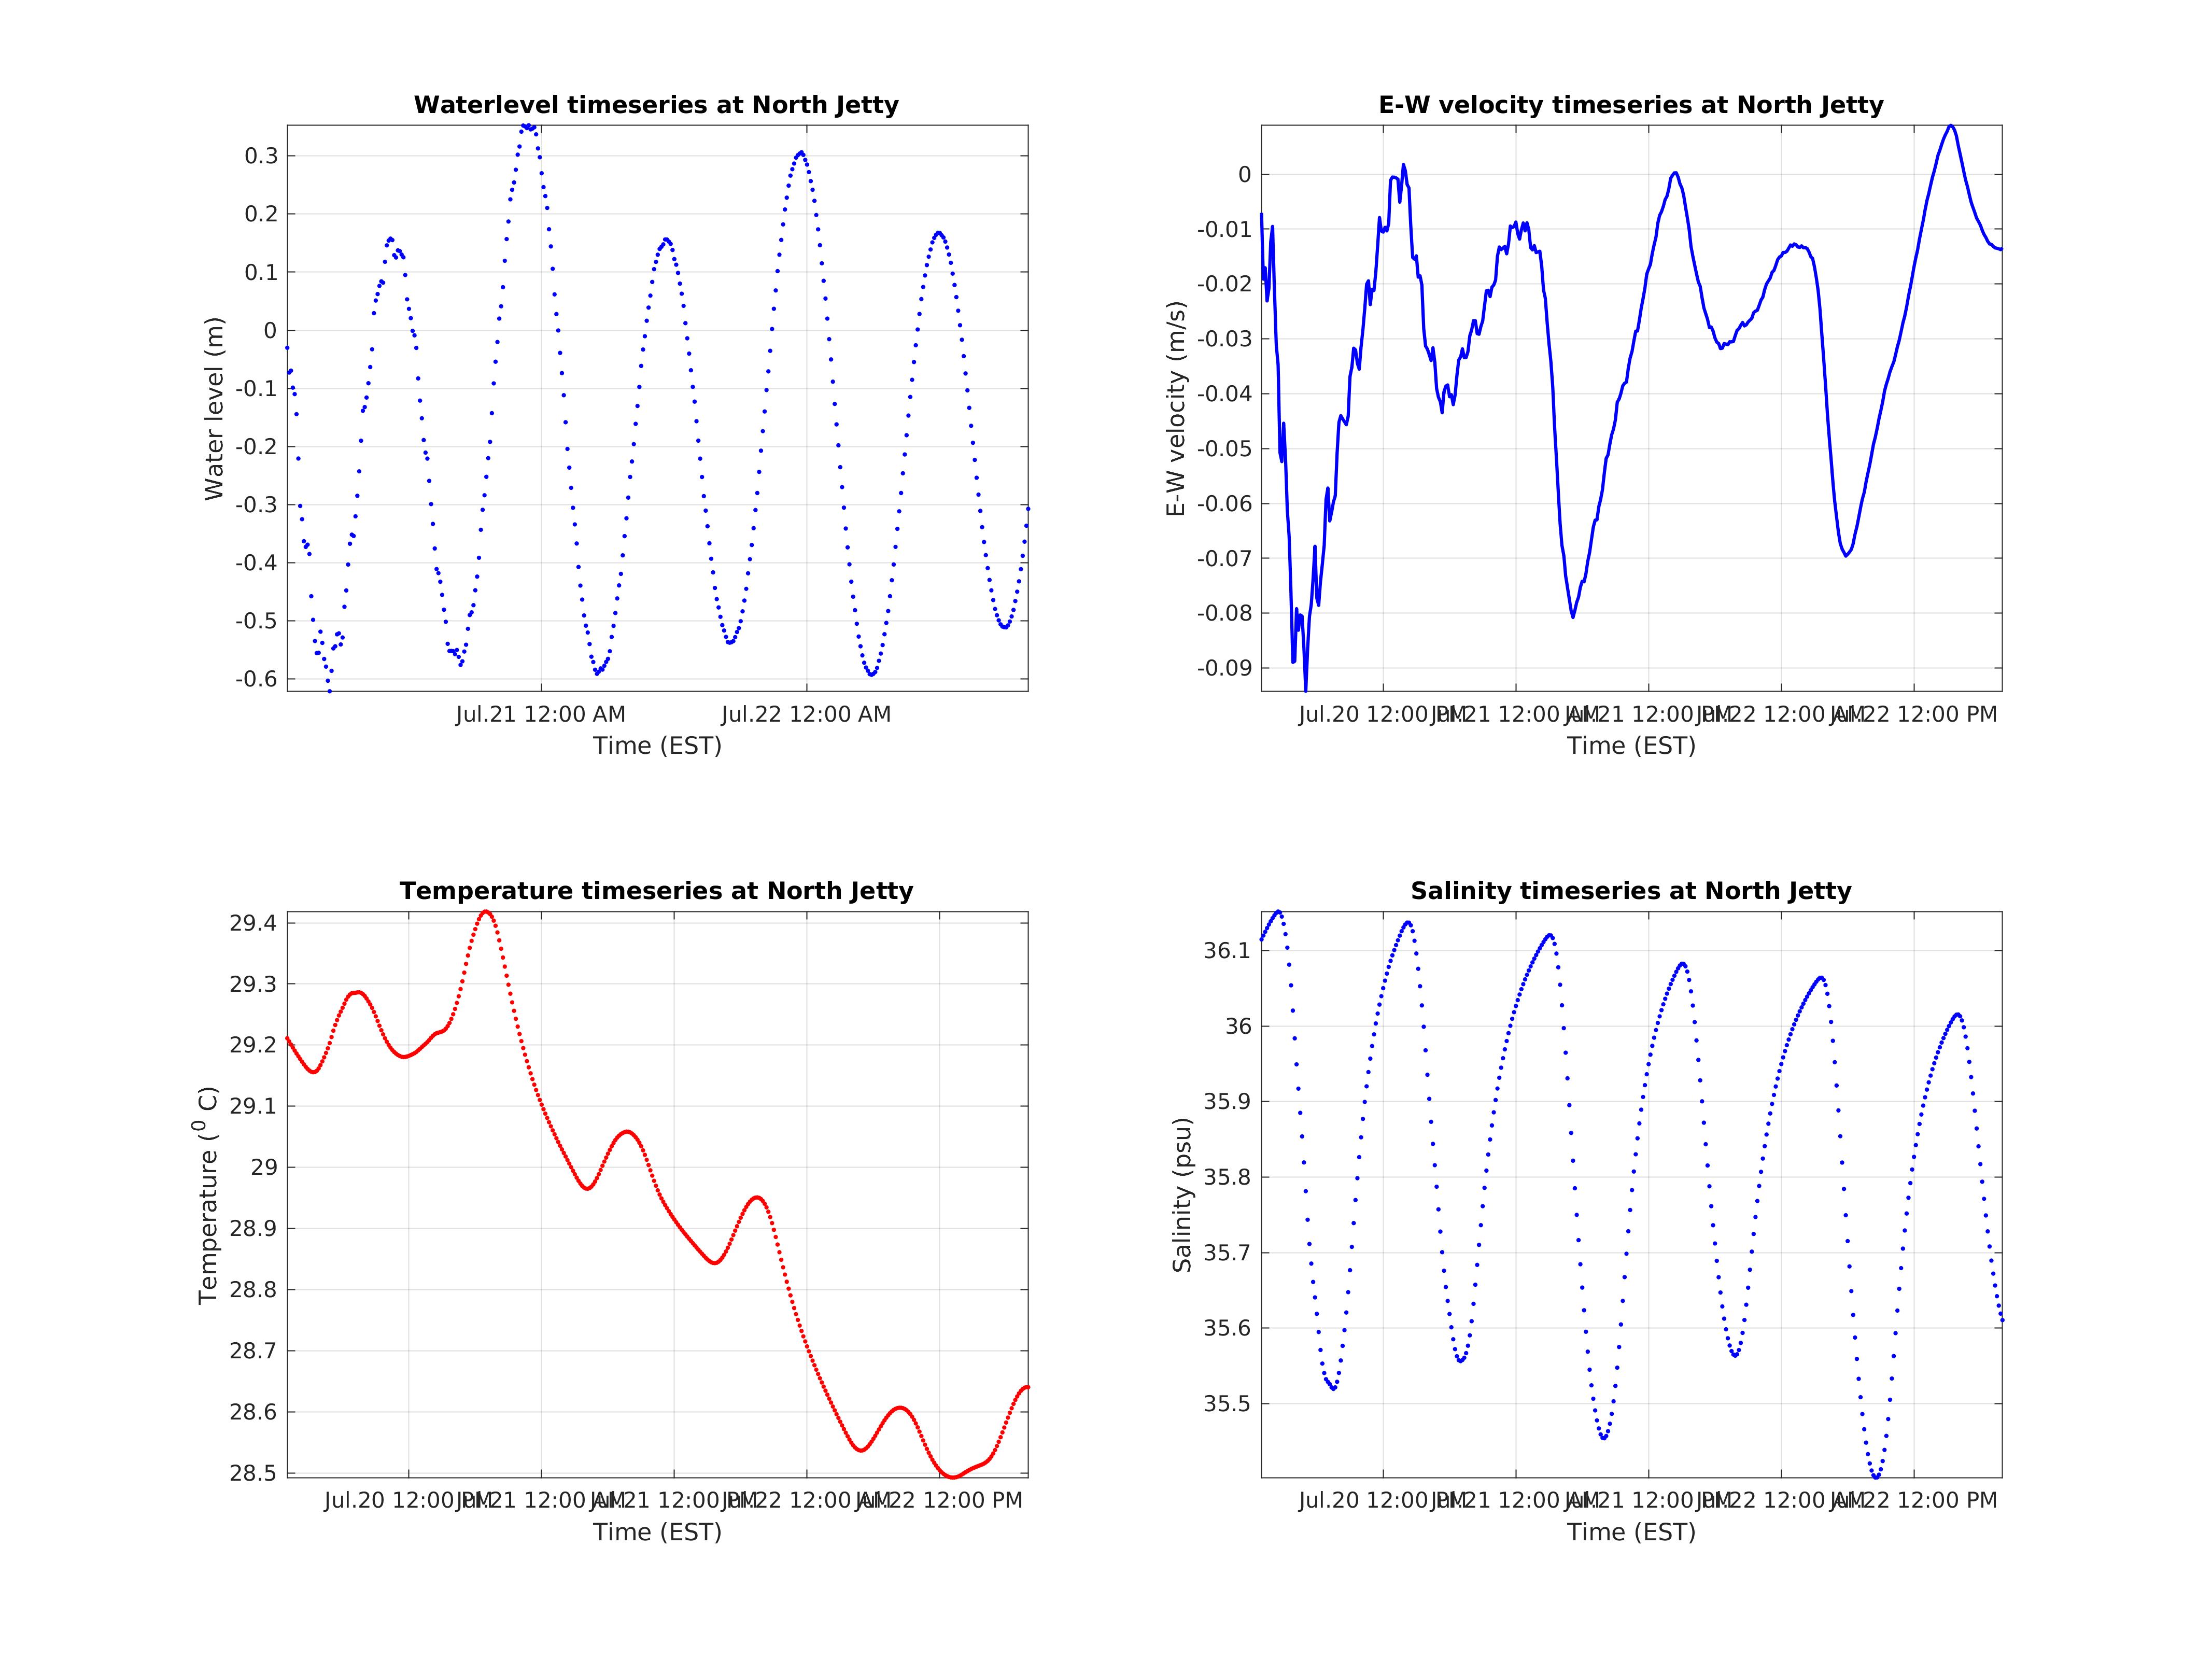 Waterlevel timeseries at North Jetty
0.3
0.2
0.1
0
-0.1
-0.2
-0.3
-0.4
-0.5
-0.6
Water level (m)
Jul.21 12:00 AM
Jul.22 12:00 AM
Time (EST)
E-W velocity timeseries at North Jetty
0
-0.01
-0.02
-0.03
-0.04
-0.05
-0.06
-0.07
-0.08
-0.09
E-W velocity (m/s)
Jul.20 12:00 PM
Jul.21 12:00 AM
Jul.21 12:00 PM
Jul.22 12:00 AM
Jul.22 12:00 PM
Time (EST)
Temperature timeseries at North Jetty
29.4
29.3
29.2
29.1
29
28.9
28.8
28.7
28.6
28.5
Temperature (⁰ C)
Jul.20 12:00 PM
Jul.21 12:00 AM
Jul.21 12:00 PM
Jul.22 12:00 AM
Jul.22 12:00 PM
Time (EST)
Salinity timeseries at North Jetty
36.1
36
35.9
35.8
35.7
35.6
35.5
Salinity (psu)
Jul.20 12:00 PM
Jul.21 12:00 AM
Jul.21 12:00 PM
Jul.22 12:00 AM
Jul.22 12:00 PM
Time (EST)